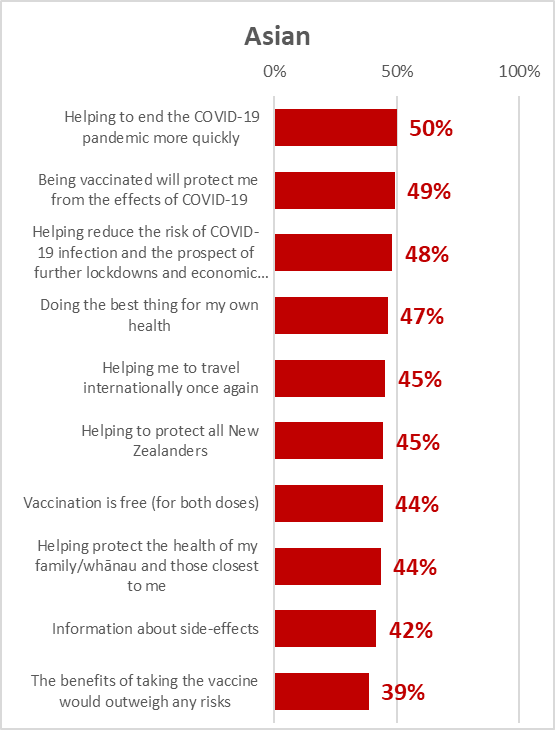 Asian
0% 50% 100%
Helping to end the COVID-19
pandemic more quickly
50%
Being vaccinated will protect me
from the effects of COVID-19
49%
Helping reduce the risk of COVID-
19 infection and the prospect of
further lockdowns and economic...
48%
Doing the best thing for my own
health
47%
Helping me to travel
internationally once again
45%
Helping to protect all New
Zealanders
45%
Vaccination is free (for both doses)
44%
Helping protect the health of my
family/whānau and those closest
to me
44%
Information about side-effects
42%
The benefits of taking the vaccine
would outweigh any risks
39%